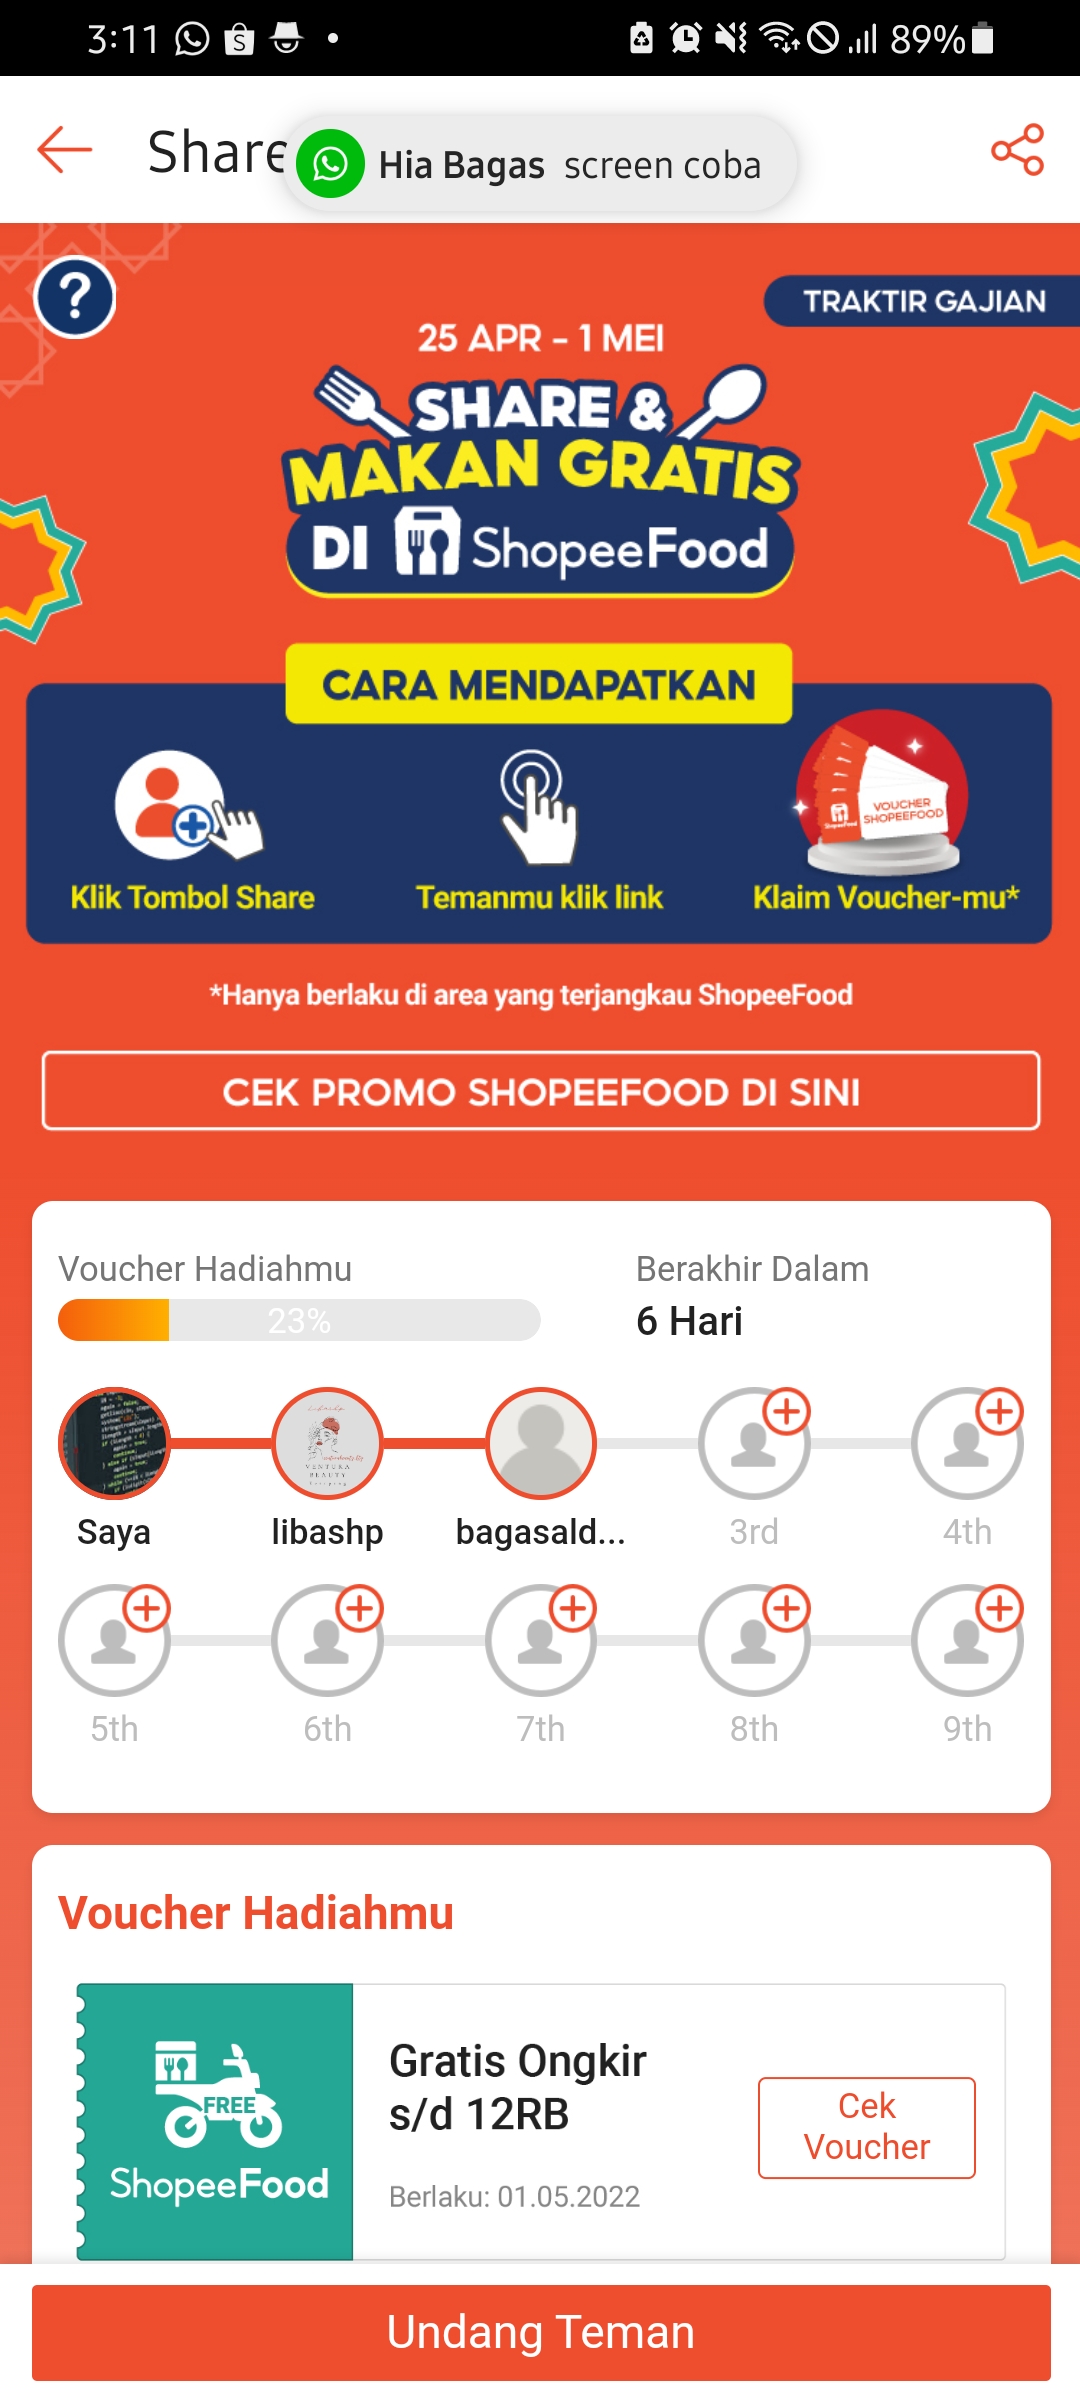 3:11
89%
Share
Hia Bagas screen coba
?
TRAKTIR GAJIAN
25 APR - 1 MEI
SHARE &
MAKAN GRATIS
DI ShopeeFood
CARA MENDAPATKAN
VOUCHER
SHOPEEFOOD
Klik Tombol Share
Temanmu klik link
Klaim Voucher-mu*
*Hanya berlaku di area yang terjangkau ShopeeFood
CEK PROMO SHOPEEFOOD DI SINI
Voucher Hadiahmu
Berakhir Dalam
23%
6 Hari
VENTURA
BEAUTY
Saya
libashp
bagasald...
3rd
4th
5th
6th
7th
8th
9th
Voucher Hadiahmu
FREE
ShopeeFood
Gratis Ongkir
s/d 12RB
Berlaku: 01.05.2022
Cek
Voucher
Undang Teman